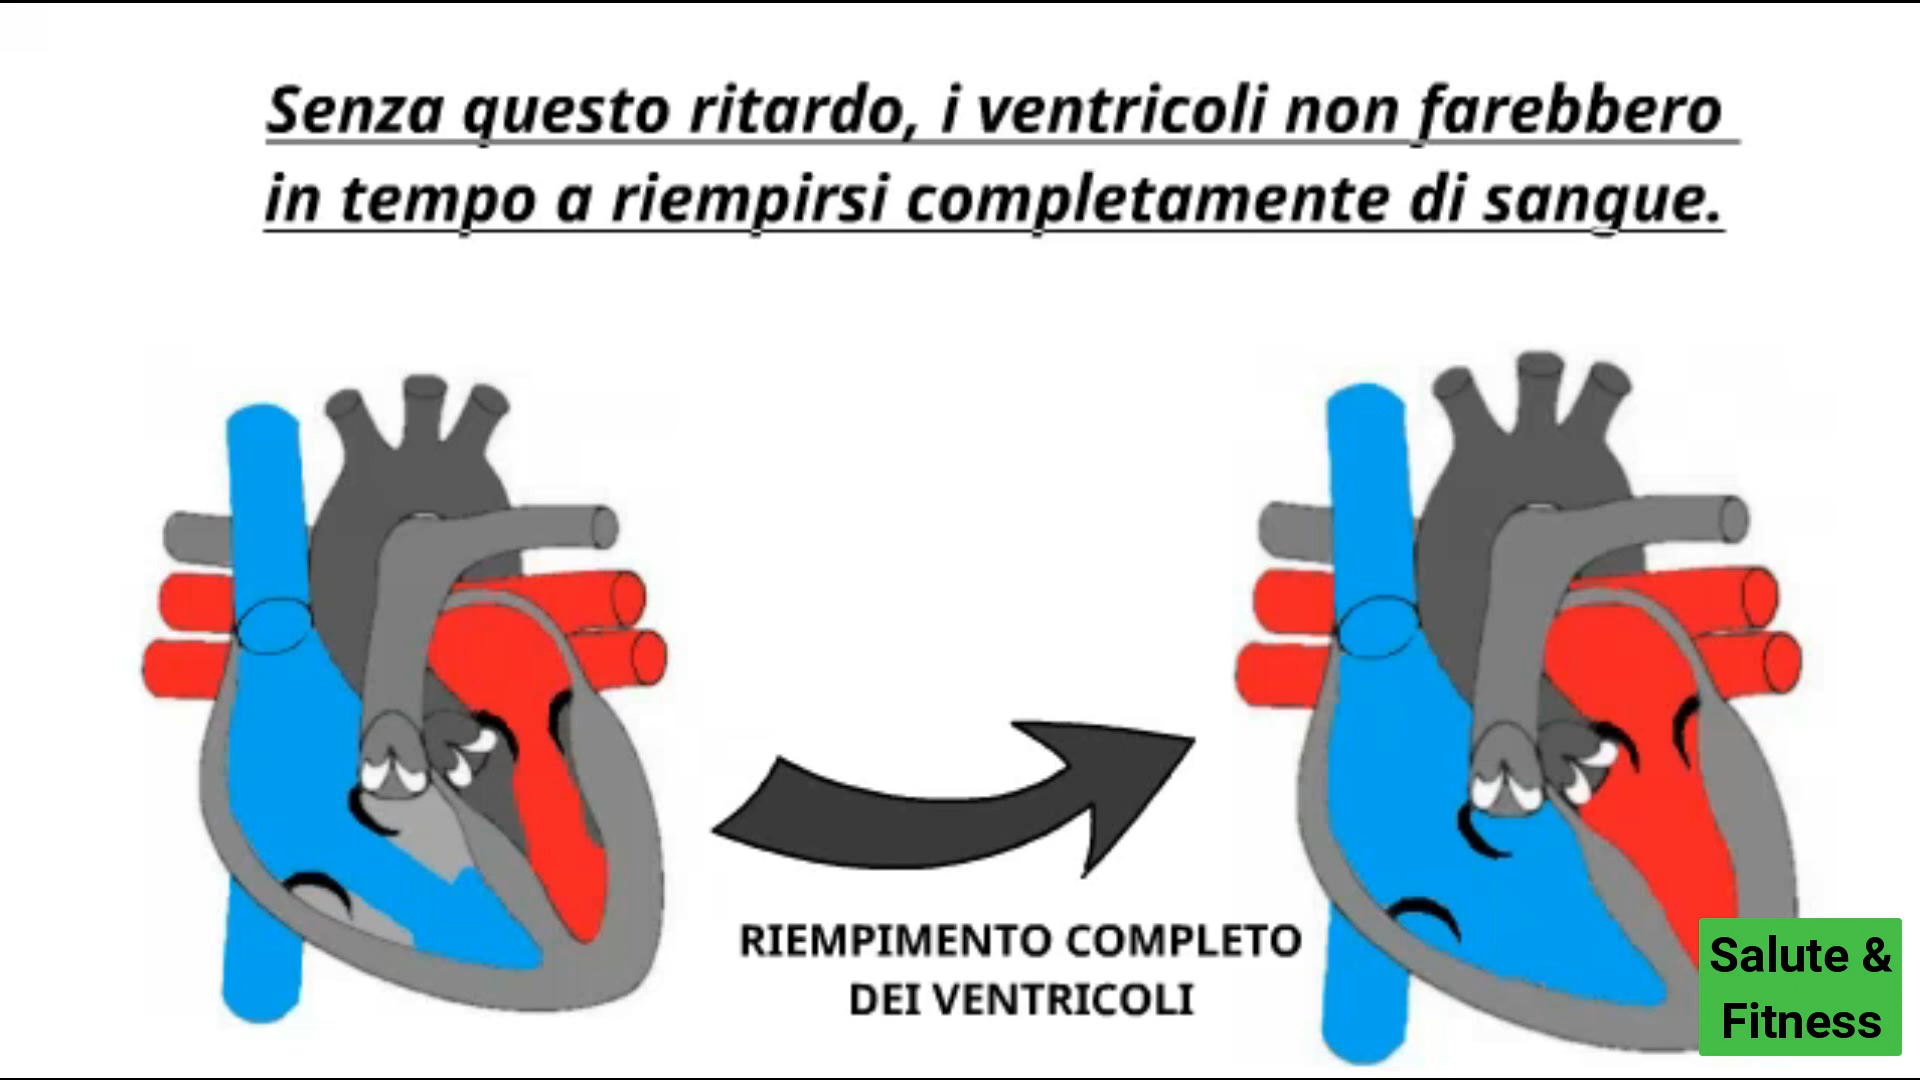 Senza questo ritardo, i ventricoli non farebbero
in tempo a riempirsi completamente di sangue.
RIEMPIMENTO COMPLETO
DEI VENTRICOLI
Salute &
Fitness